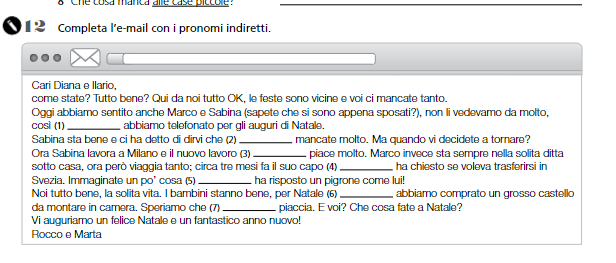 8 Che cosa manca alle case piccole?
12 Completa l'e-mail con i pronomi indiretti.
Cari Diana e Ilario,
come state? Tutto bene? Qui da noi tutto OK, le feste sono vicine e voi ci mancate tanto.
Oggi abbiamo sentito anche Marco e Sabina (sapete che si sono appena sposati?), non li vedevamo da molto,
così (1) __________ abbiamo telefonato per gli auguri di Natale.
Sabina sta bene e ci ha detto di dirvi che (2) __________ mancate molto. Ma quando vi decidete a tornare?
Ora Sabina lavora a Milano e il nuovo lavoro (3) __________ piace molto. Marco invece sta sempre nella solita ditta
sotto casa, ora però viaggia tanto; circa tre mesi fa il suo capo (4) __________ ha chiesto se voleva trasferirsi in
Svezia. Immaginate un po' cosa (5) __________ ha risposto un pigrone come lui!
Noi tutto bene, la solita vita. I bambini stanno bene, per Natale (6) __________ abbiamo comprato un grosso castello
da montare in camera. Speriamo che (7) __________ piaccia. E voi? Che cosa fate a Natale?
Vi auguriamo un felice Natale e un fantastico anno nuovo!
Rocco e Marta